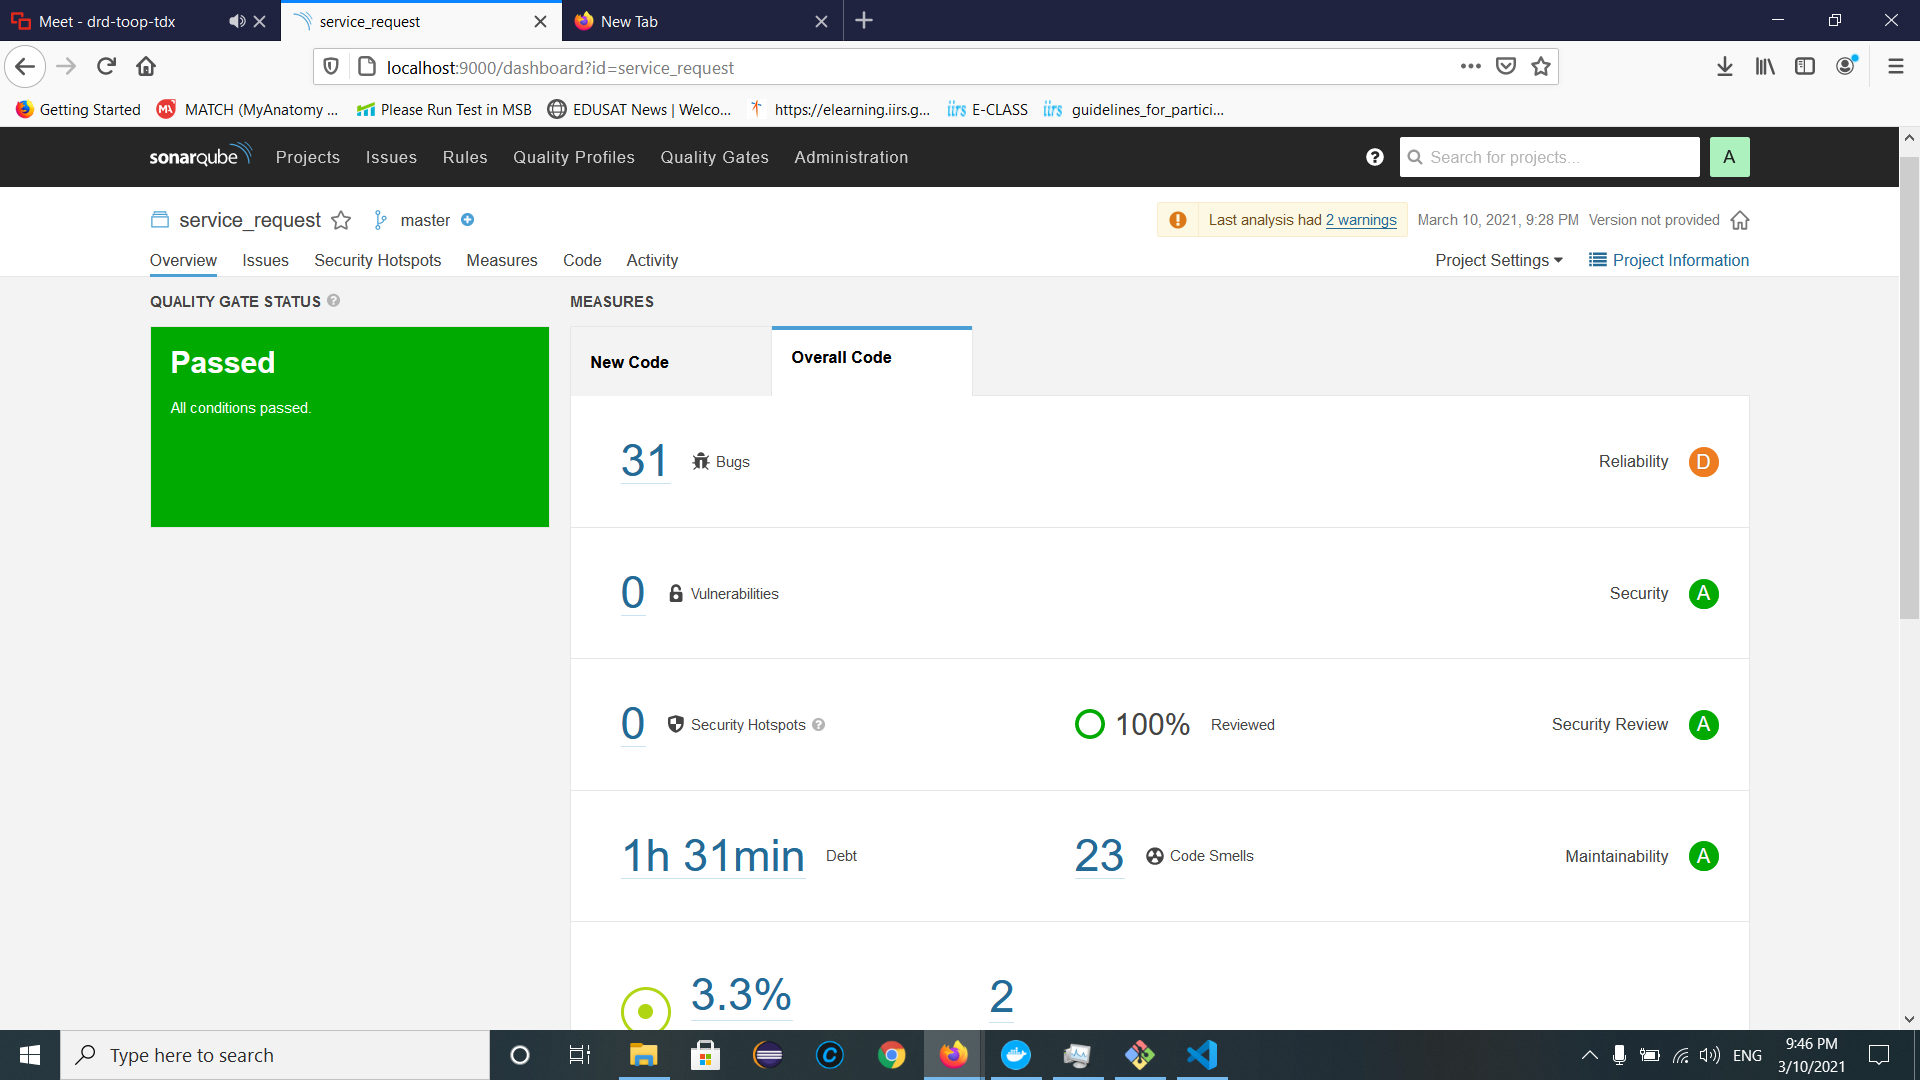 Meet - drd-toop-tdx
service_request
New Tab
localhost:9000/dashboard?id=service_request
Getting Started
MATCH (MyAnatomy ...
Please Run Test in MSB
EDUSAT News | Welco...
https://elearning.iirs.g...
iirs E-CLASS
iirs guidelines_for_partici...
sonarqube Projects Issues Rules Quality Profiles Quality Gates Administration
Search for projects...
A
service_request master
Last analysis had 2 warnings March 10, 2021, 9:28 PM Version not provided
Overview Issues Security Hotspots Measures Code Activity
Project Settings Project Information
QUALITY GATE STATUS
Passed
All conditions passed.
MEASURES
New Code Overall Code
31 Bugs Reliability D
0 Vulnerabilities Security A
0 Security Hotspots 100% Reviewed Security Review A
1h 31min Debt 23 Code Smells Maintainability A
3.3% 2
Type here to search
ENG
9:46 PM
3/10/2021